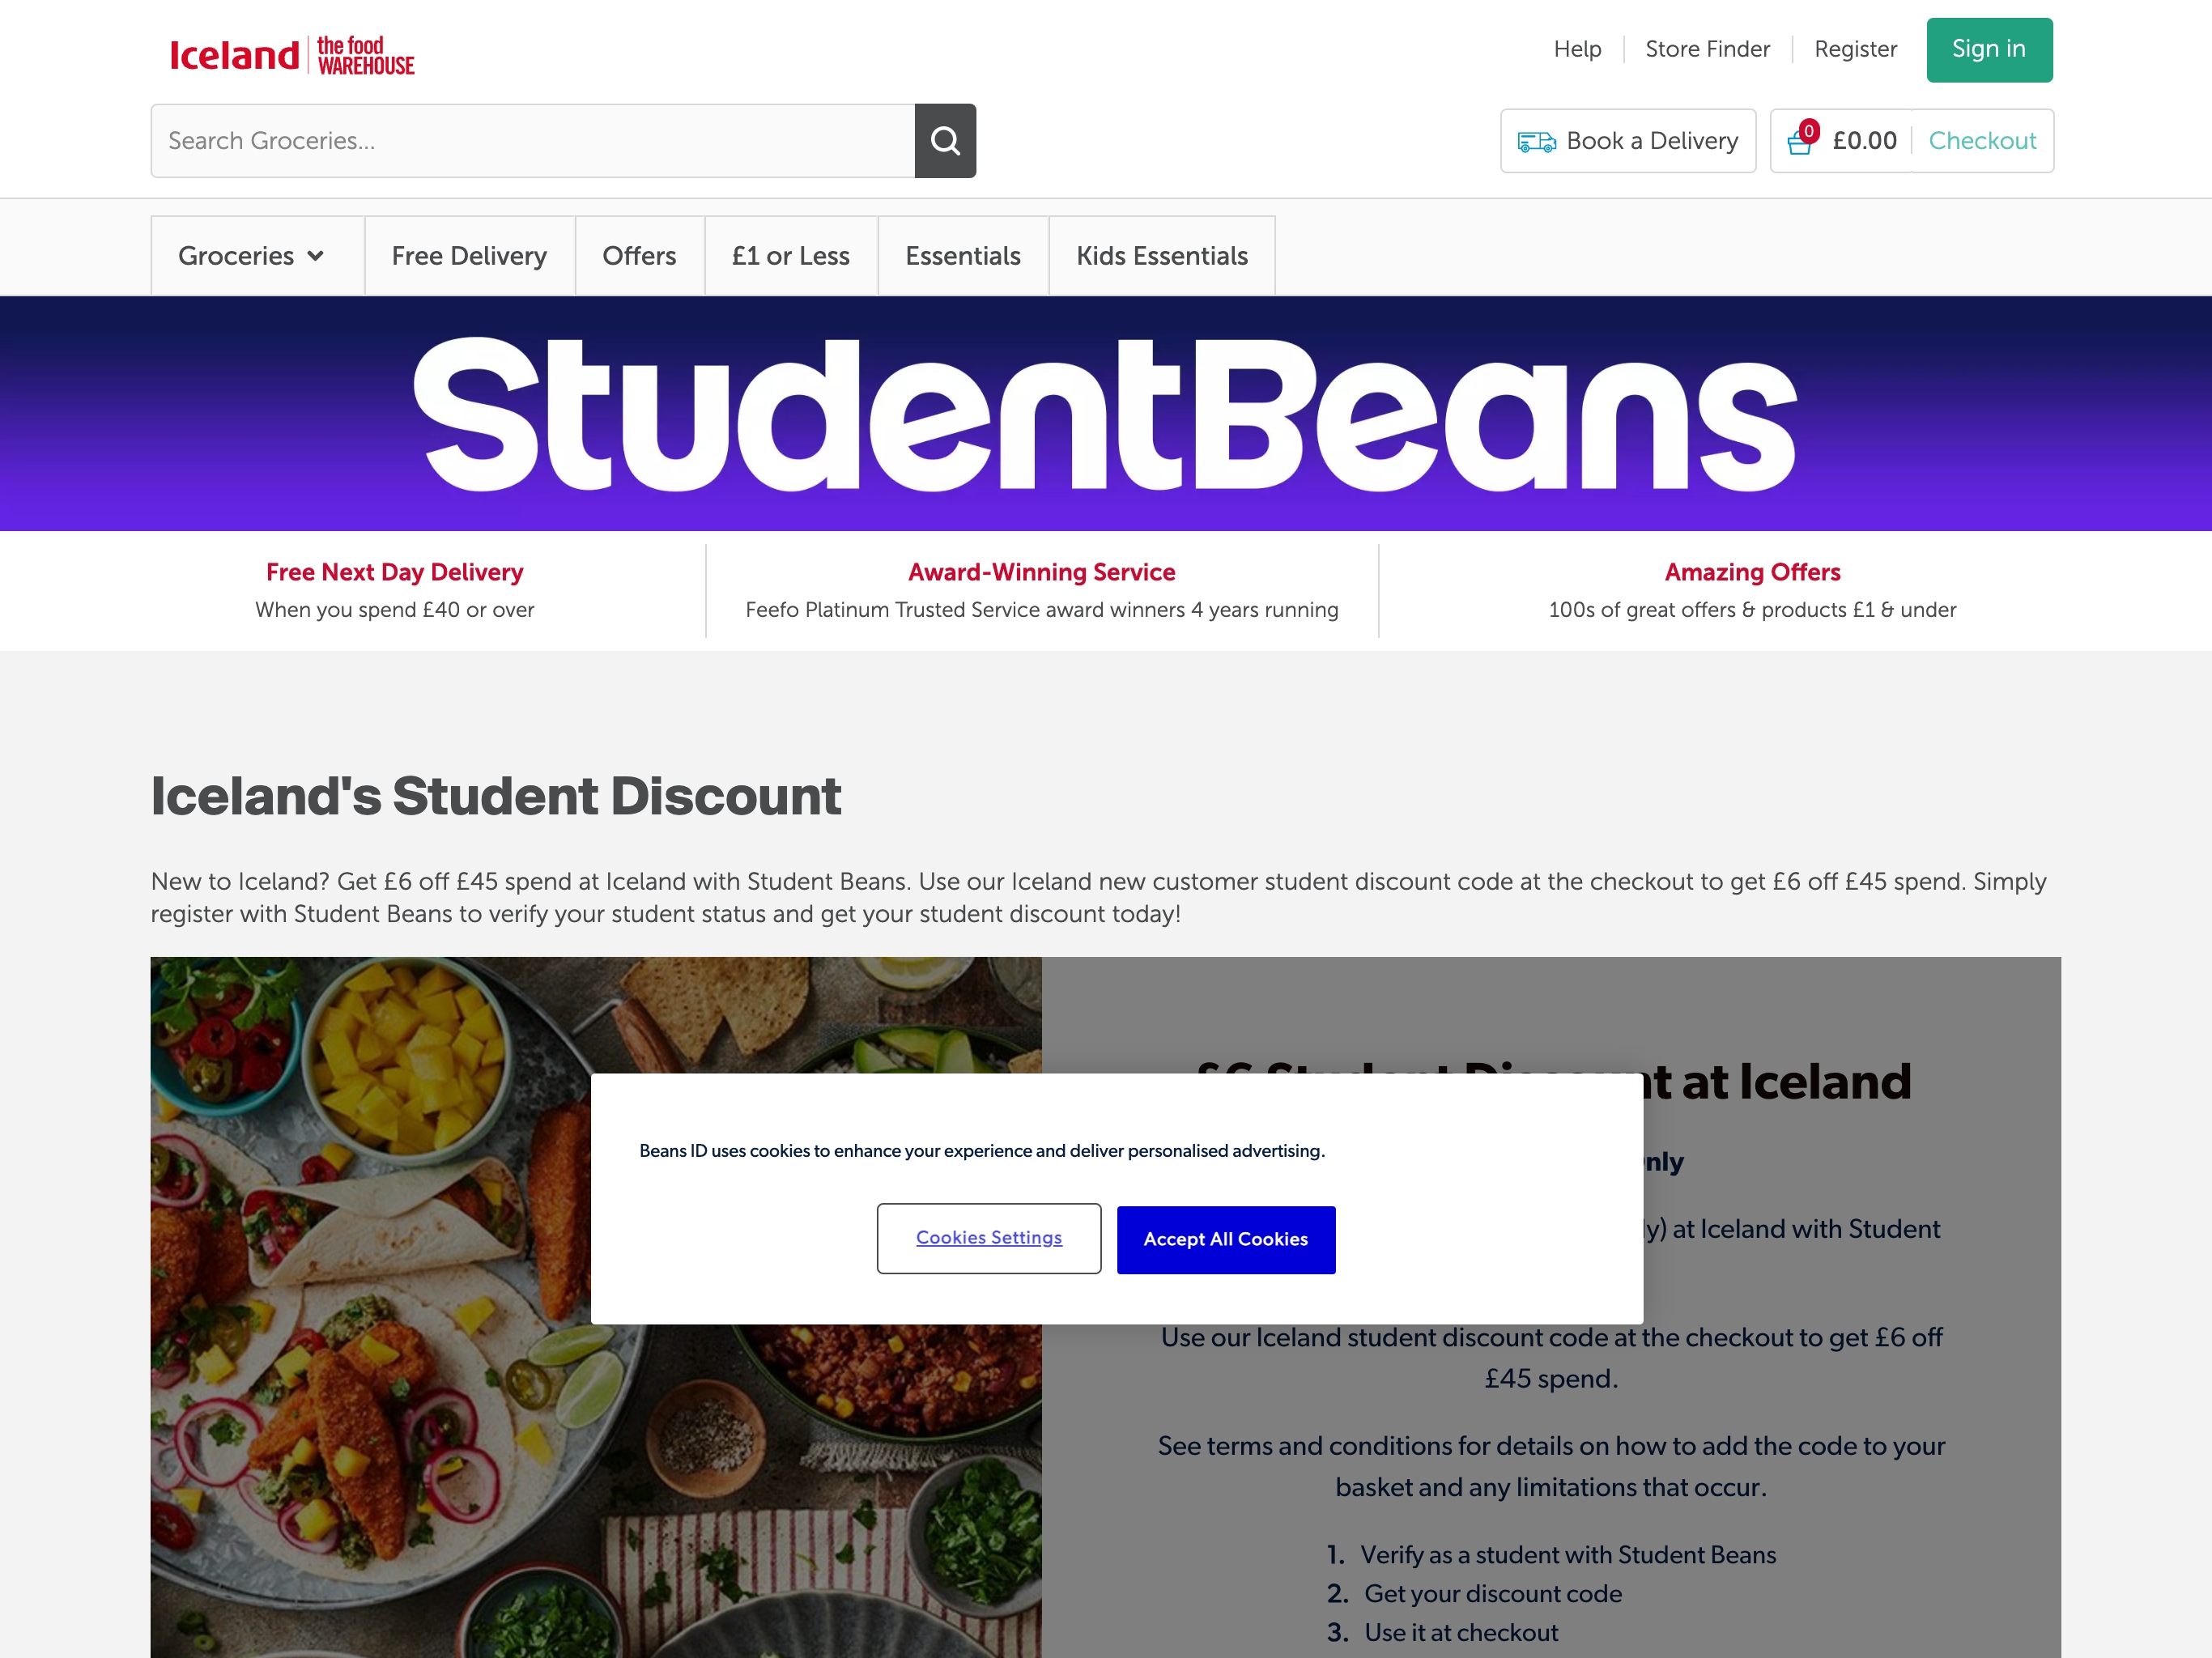 Iceland
the food
WAREHOUSE
Help
Store Finder
Register
Sign in
Search Groceries...
Book a Delivery
0
£0.00
Checkout
Groceries
Free Delivery
Offers
£1 or Less
Essentials
Kids Essentials
StudentBeans
Free Next Day Delivery
When you spend £40 or over
Award-Winning Service
Feefo Platinum Trusted Service award winners 4 years running
Amazing Offers
100s of great offers & products £1 & under
Iceland's Student Discount
New to Iceland? Get £6 off £45 spend at Iceland with Student Beans. Use our Iceland new customer student discount code at the checkout to get £6 off £45 spend. Simply
register with Student Beans to verify your student status and get your student discount today!
£6 Student Discount at Iceland
Beans ID uses cookies to enhance your experience and deliver personalised advertising.
Cookies Settings
Accept All Cookies
at Iceland with Student
Use our Iceland student discount code at the checkout to get £6 off
£45 spend.
See terms and conditions for details on how to add the code to your
basket and any limitations that occur.
1. Verify as a student with Student Beans
2. Get your discount code
3. Use it at checkout